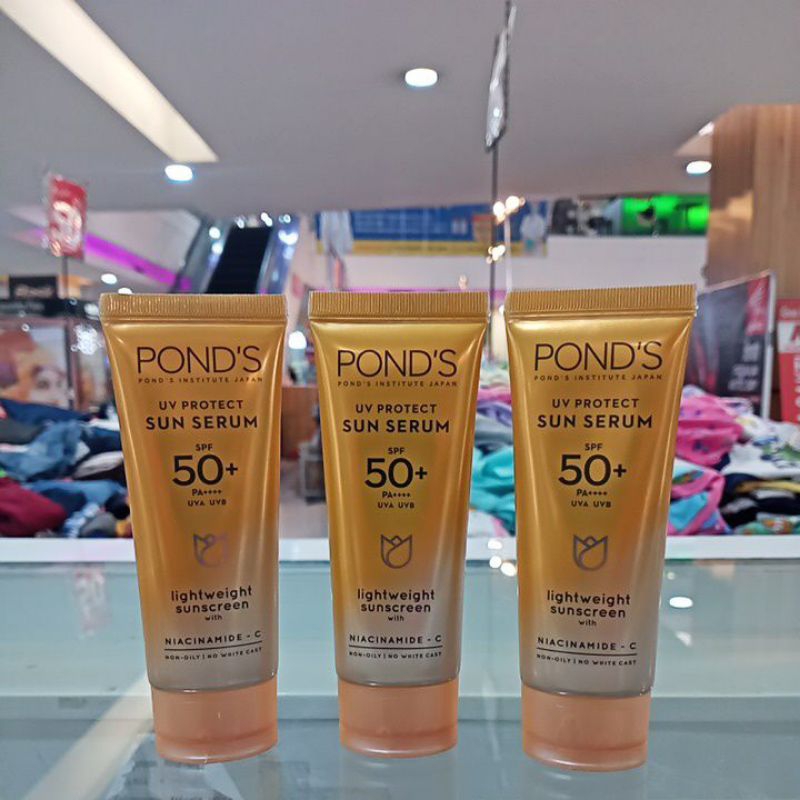 POND'S
POND'S INSTITUTE JAPAN
UV PROTECT
SUN SERUM
SPF
50+
PA++++
UVA UVB
lightweight
sunscreen
with
NIACINAMIDE - C
NON-OILY | NO WHITE CAST
POND'S
POND'S INSTITUTE JAPAN
UV PROTECT
SUN SERUM
SPF
50+
PA++++
UVA UVB
lightweight
sunscreen
with
NIACINAMIDE - C
NON-OILY | NO WHITE CAST
POND'S
POND'S INSTITUTE JAPAN
UV PROTECT
SUN SERUM
SPF
50+
PA++++
UVA UVB
lightweight
sunscreen
with
NIACINAMIDE - C
NON-OILY | NO WHITE CAST